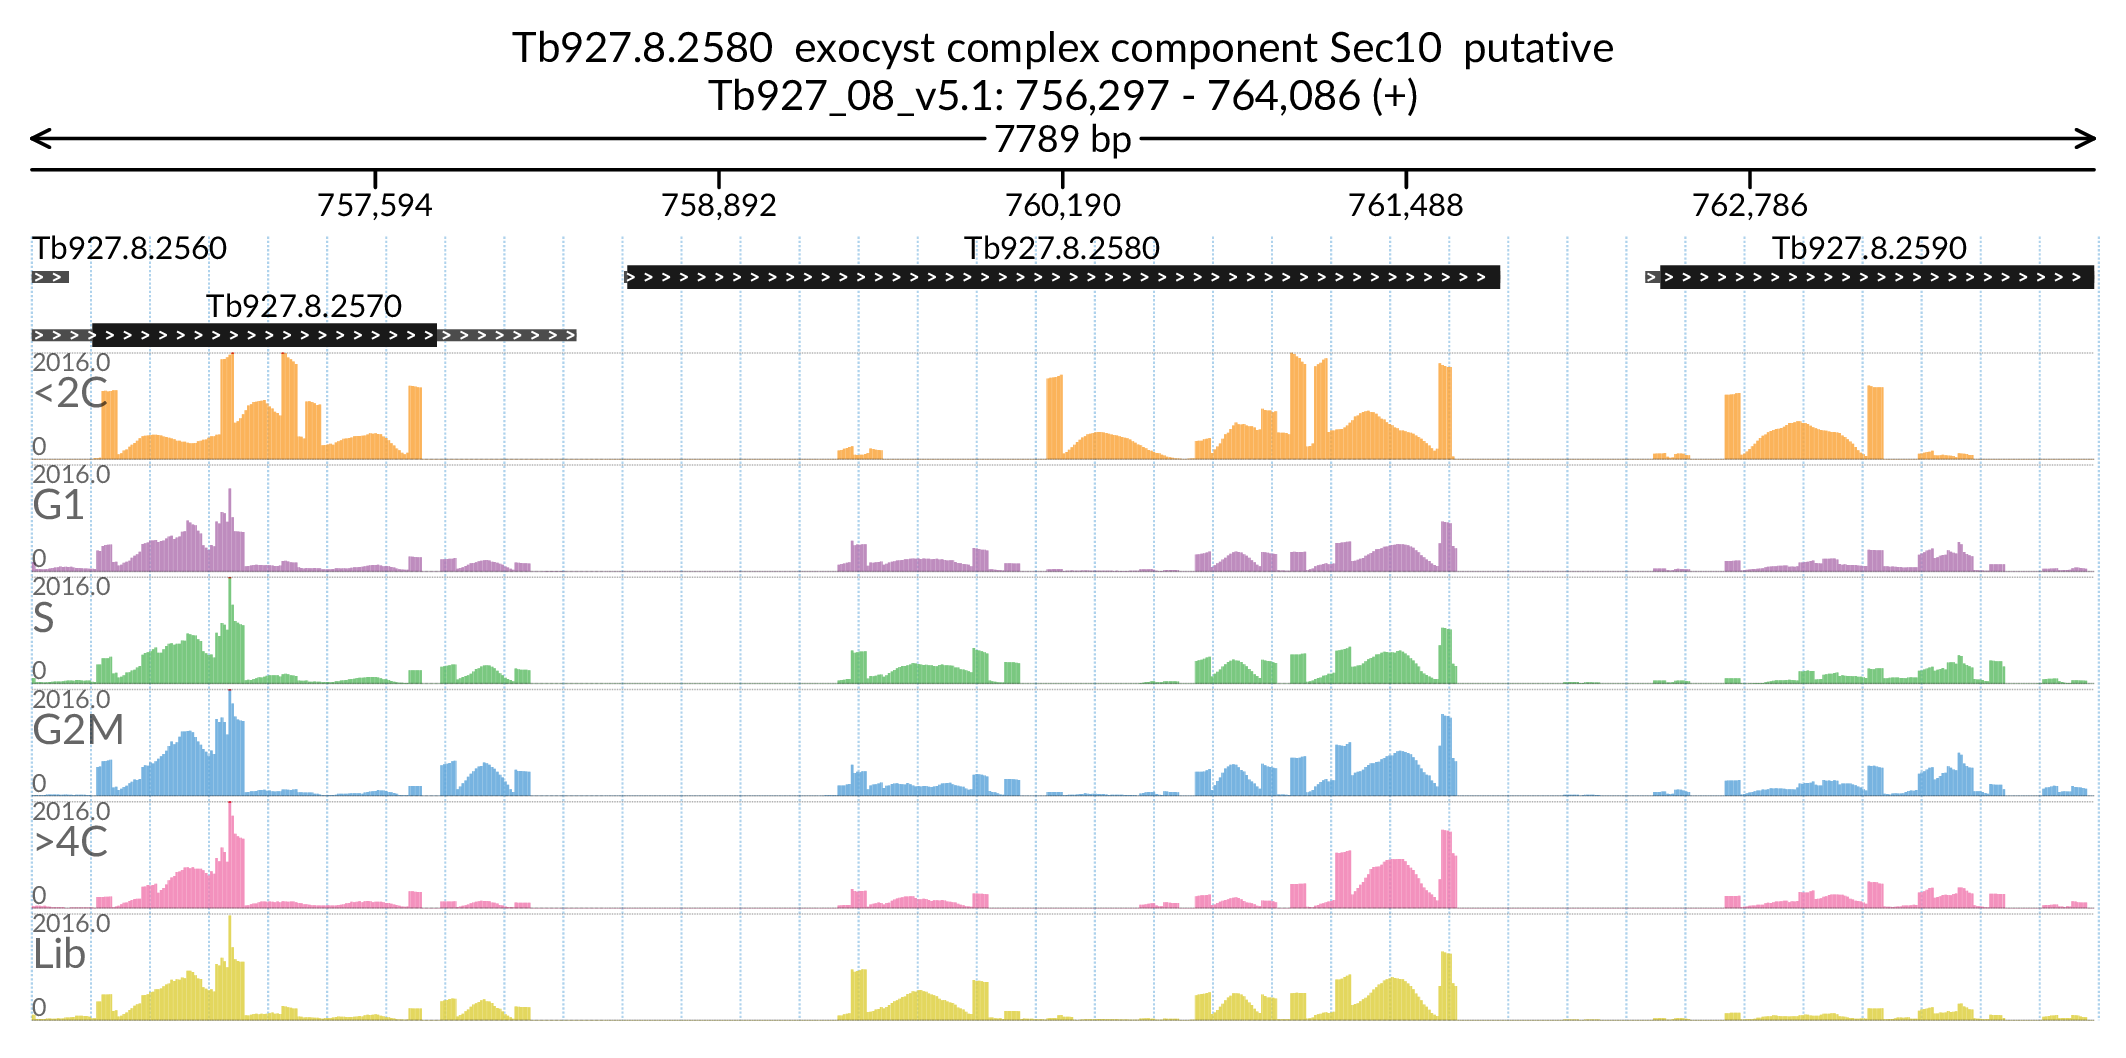 Tb927.8.2580 exocyst complex component Sec10 putative
Tb927_08_v5.1: 756,297 - 764,086 (+)
7789 bp
757,594 758,892 760,190 761,488 762,786
Tb927.8.2560 Tb927.8.2580 Tb927.8.2590
Tb927.8.2570
2016.0
<2C
0
2016.0
G1
0
2016.0
S
0
2016.0
G2M
0
2016.0
>4C
0
2016.0
Lib
0